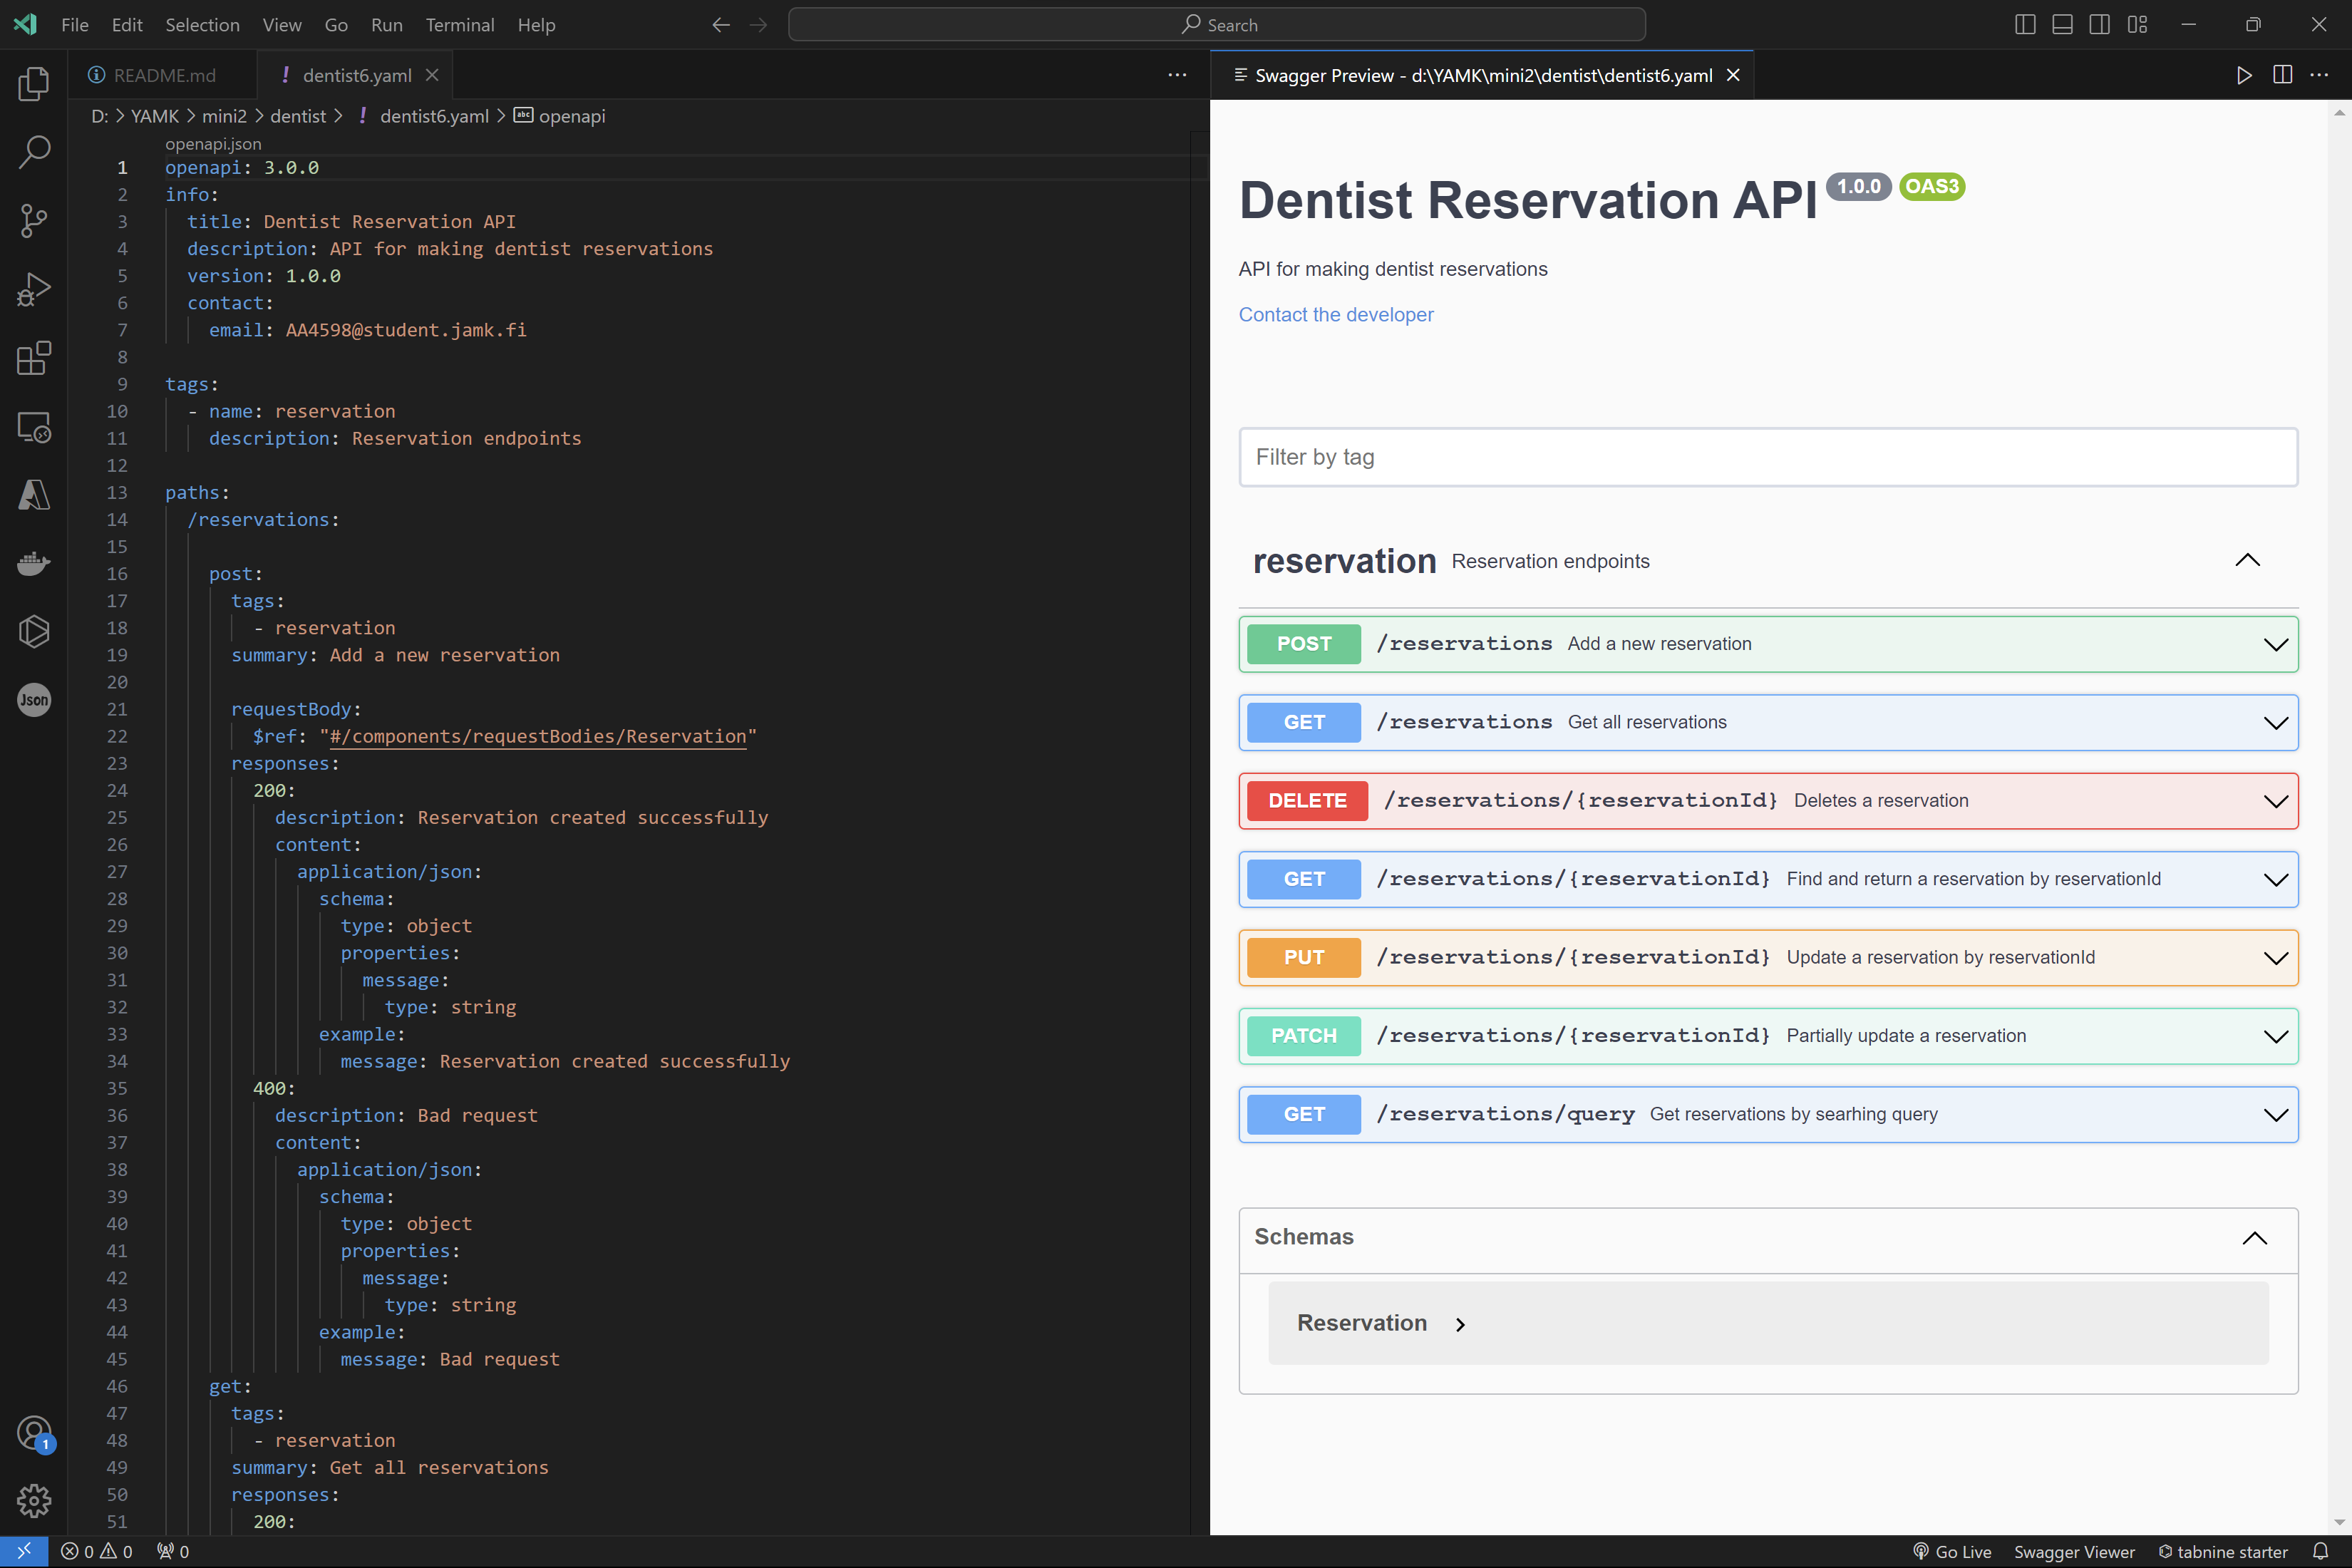 File Edit Selection View Go Run Terminal Help
Search
README.md
! dentist6.yaml
Swagger Preview - d:\YAMK\mini2\dentist\dentist6.yaml
D: > YAMK > mini2 > dentist > ! dentist6.yaml > abc openapi
openapi.json
1 openapi: 3.0.0
2 info:
3 title: Dentist Reservation API
4 description: API for making dentist reservations
5 version: 1.0.0
6 contact:
7 email: AA4598@student.jamk.fi
8
9 tags:
10 - name: reservation
11 description: Reservation endpoints
12
13 paths:
14 /reservations:
15
16 post:
17 tags:
18 - reservation
19 summary: Add a new reservation
20
21 requestBody:
22 $ref: "#/components/requestBodies/Reservation"
23 responses:
24 200:
25 description: Reservation created successfully
26 content:
27 application/json:
28 schema:
29 type: object
30 properties:
31 message:
32 type: string
33 example:
34 message: Reservation created successfully
35 400:
36 description: Bad request
37 content:
38 application/json:
39 schema:
40 type: object
41 properties:
42 message:
43 type: string
44 example:
45 message: Bad request
46 get:
47 tags:
48 - reservation
49 summary: Get all reservations
50 responses:
51 200:
Json
1
Dentist Reservation API 1.0.0 OAS3
API for making dentist reservations
Contact the developer
Filter by tag
reservation Reservation endpoints
POST /reservations Add a new reservation
GET /reservations Get all reservations
DELETE /reservations/{reservationId} Deletes a reservation
GET /reservations/{reservationId} Find and return a reservation by reservationId
PUT /reservations/{reservationId} Update a reservation by reservationId
PATCH /reservations/{reservationId} Partially update a reservation
GET /reservations/query Get reservations by searhing query
Schemas
Reservation
0 0 0
Go Live Swagger Viewer tabnine starter